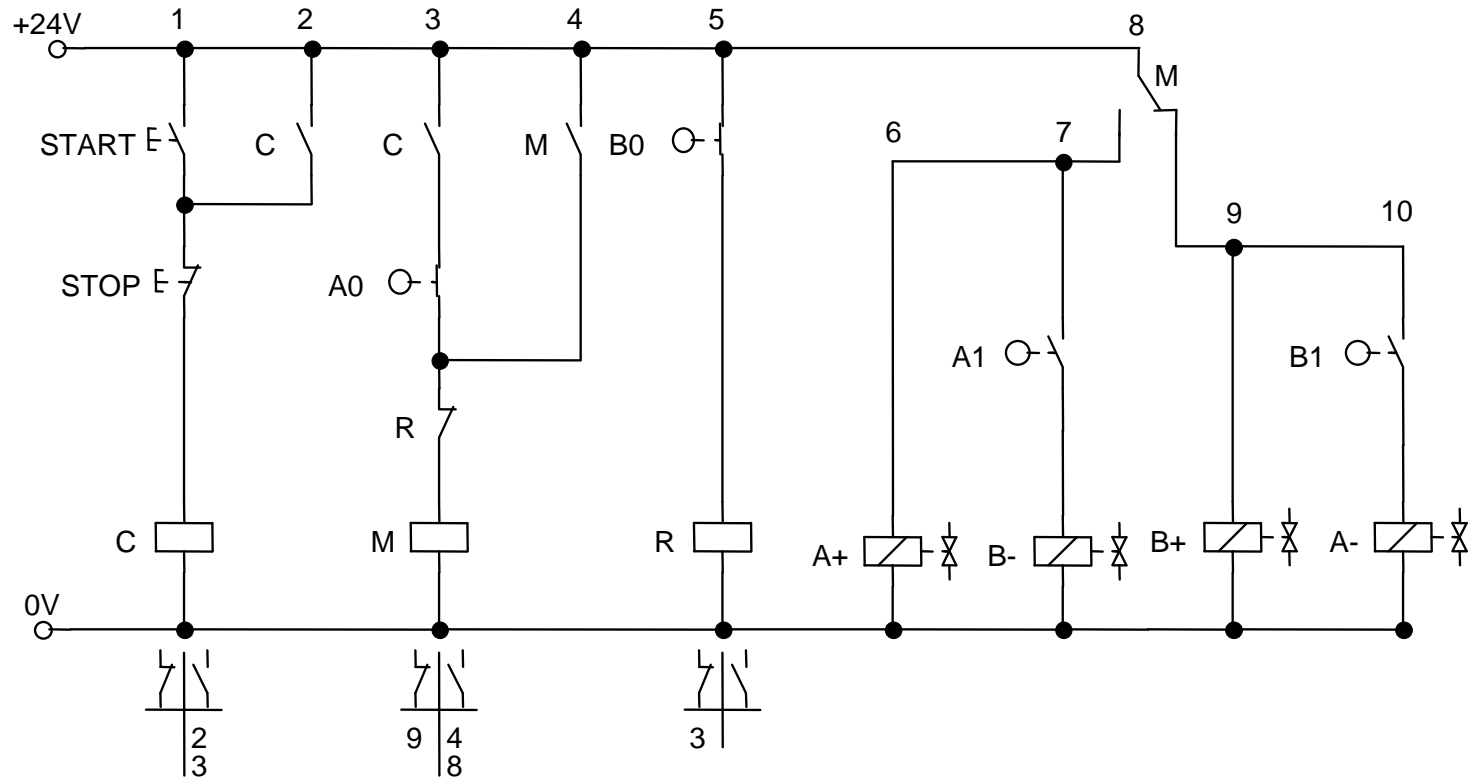 +24V 1 2 3 4 5 8
M
START C C M B0 6 7
9 10
STOP A0
A1 B1
R
C M R A+ B- B+ A-
0V
2 9 4 3
3 8